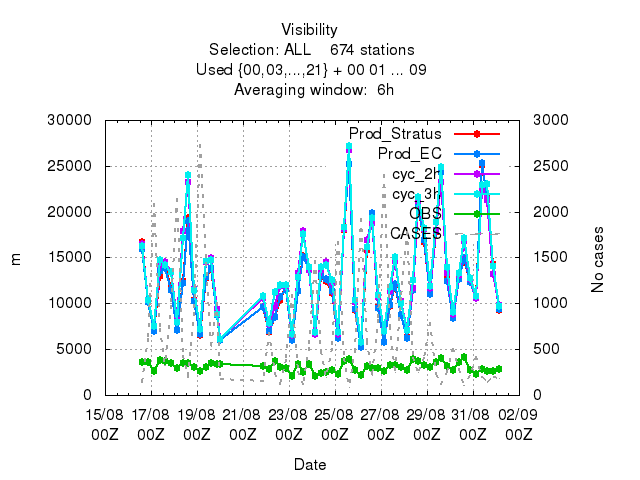 Visibility
Selection: ALL    674 stations
Used {00,03,...,21} + 00 01 ... 09
Averaging window:  6h
30000
25000
20000
15000
10000
5000
0
m
3000
2500
2000
1500
1000
500
0
No cases
Prod_Stratus
Prod_EC
cyc_2h
cyc_3h
OBS
CASES
15/08 17/08 19/08 21/08 23/08 25/08 27/08 29/08 31/08 02/09
00Z 00Z 00Z 00Z 00Z 00Z 00Z 00Z 00Z 00Z
Date